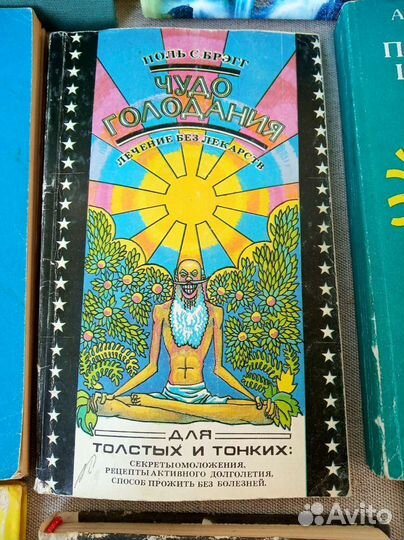 ПОЛЬ С. БРЭГГ
ЧУДО
ГОЛОДАНИЯ
ЛЕЧЕНИЕ БЕЗ ЛЕКАРСТВ
ДЛЯ
ТОЛСТЫХ И ТОНКИХ:
СЕКРЕТЫ ОМОЛОЖЕНИЯ.
РЕЦЕПТЫ АКТИВНОГО ДОЛГОЛЕТИЯ,
СПОСОБ ПРОЖИТЬ БЕЗ БОЛЕЗНЕЙ.
А
П
Avito